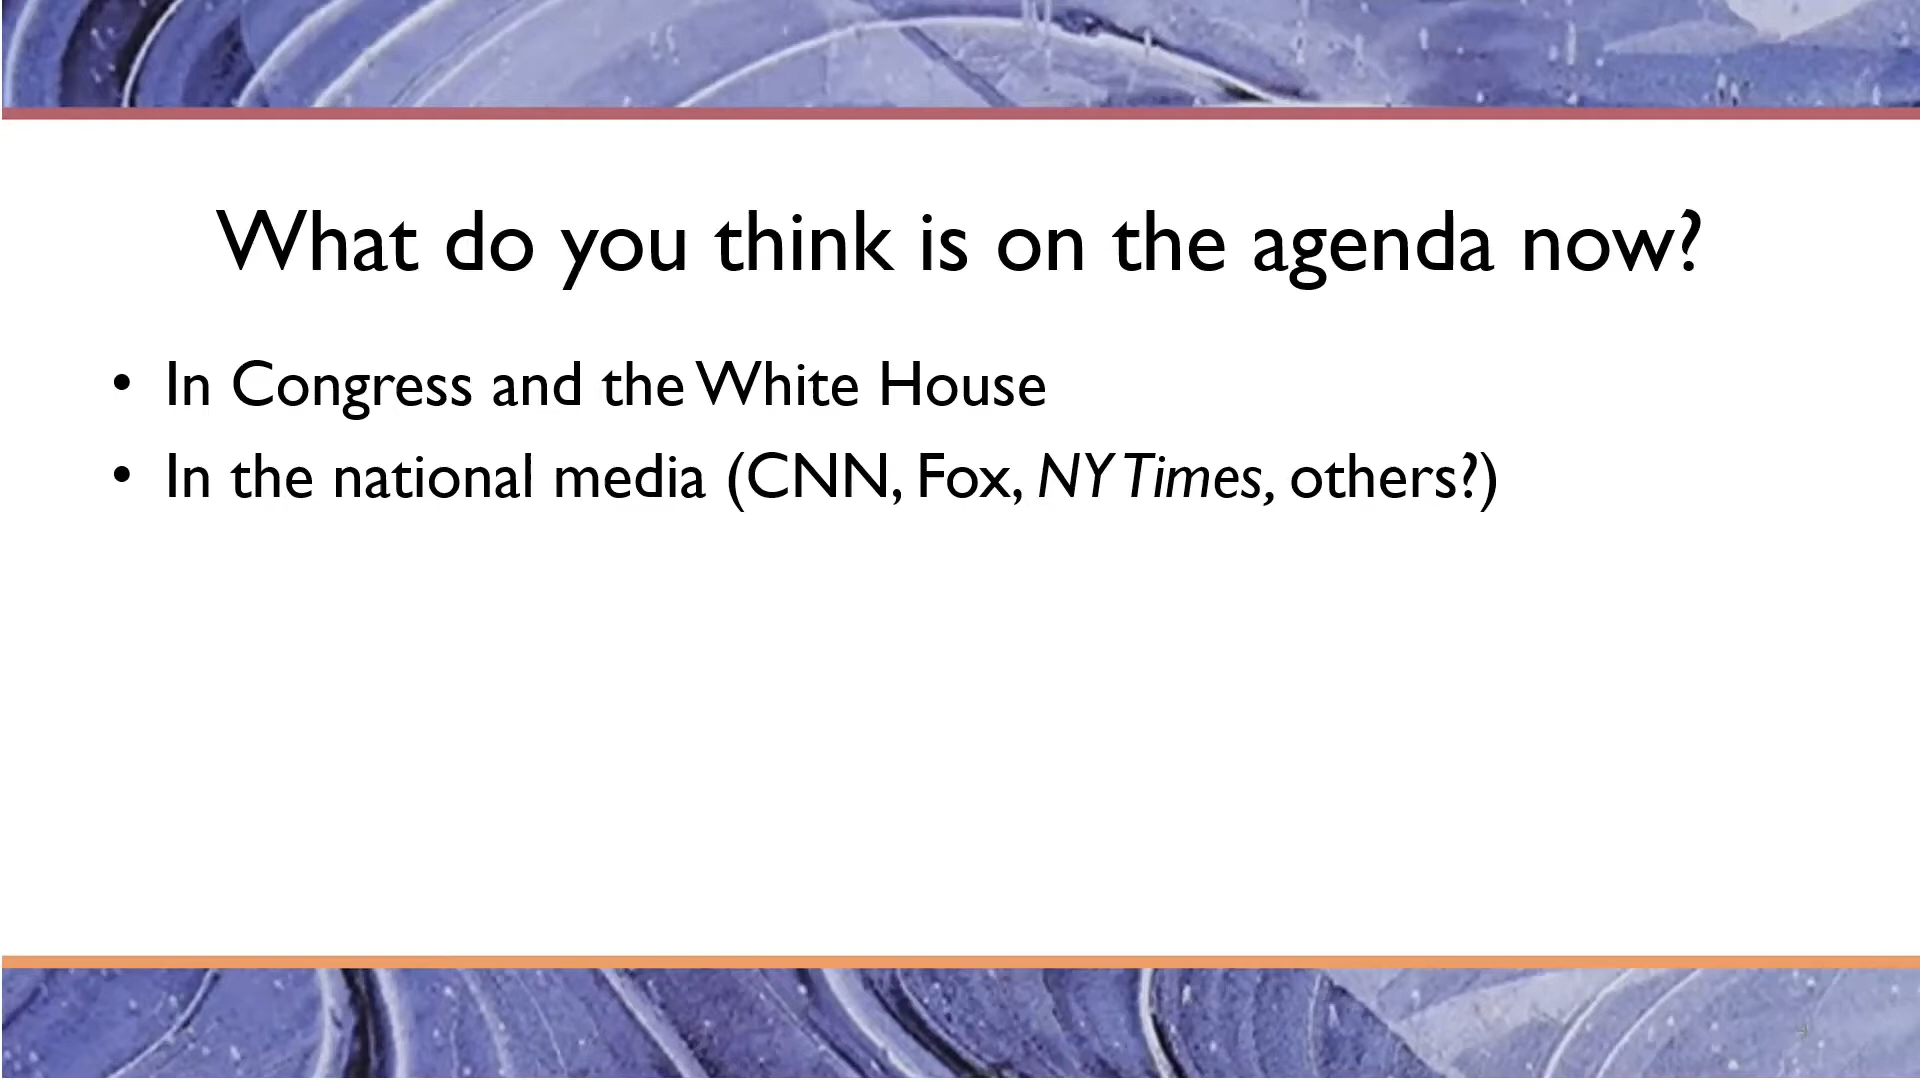 What do you think is on the agenda now?
• In Congress and the White House
• In the national media (CNN, Fox, NY Times, others?)